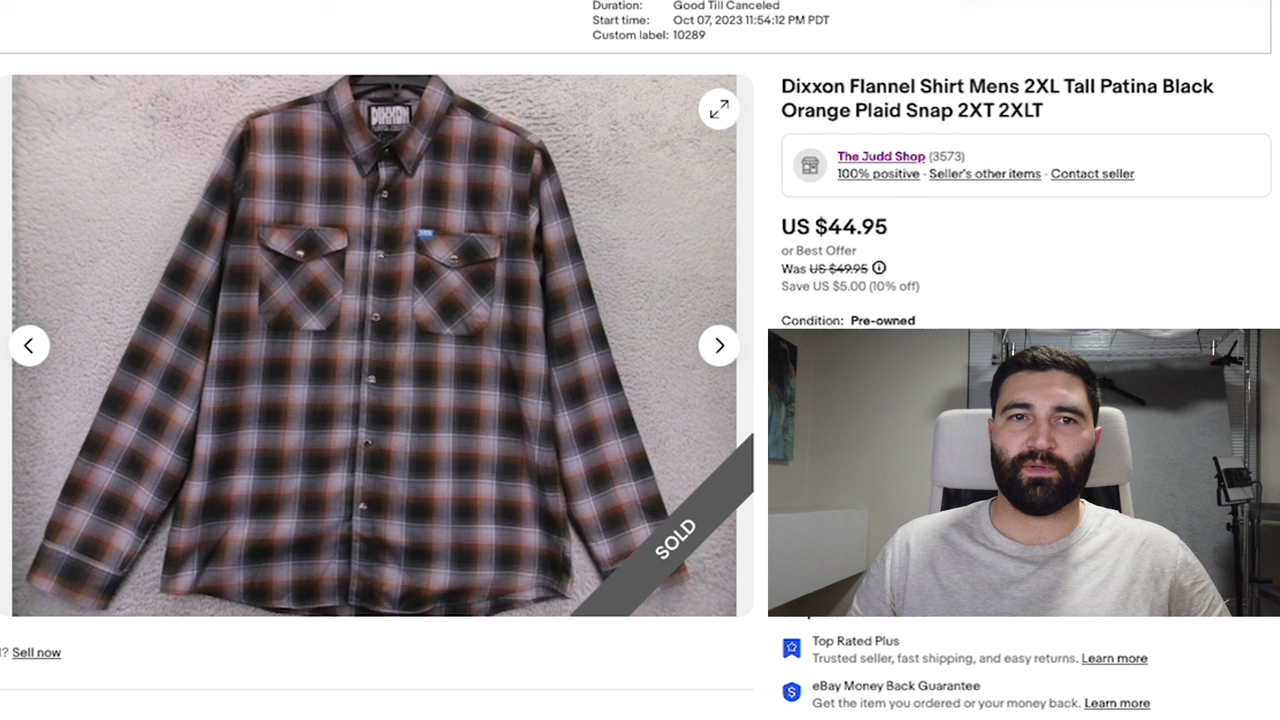 Duration: Good Till Canceled
Start time: Oct 07, 2023 11:54:12 PM PDT
Custom label: 10289
DIXXON
SOLD
? Sell now
Dixxon Flannel Shirt Mens 2XL Tall Patina Black
Orange Plaid Snap 2XT 2XLT
The Judd Shop (3573)
100% positive · Seller's other items · Contact seller
US $44.95
or Best Offer
Was US $49.95
Save US $5.00 (10% off)
Condition: Pre-owned
Top Rated Plus
Trusted seller, fast shipping, and easy returns. Learn more
eBay Money Back Guarantee
Get the item you ordered or your money back. Learn more